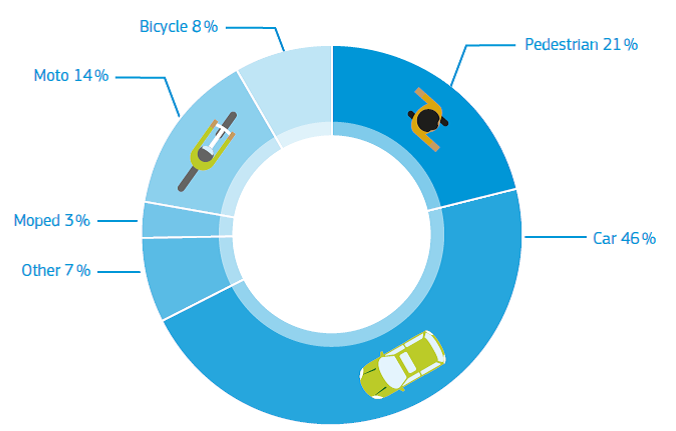 Bicycle 8%
Pedestrian 21%
Moto 14%
Moped 3%
Car 46%
Other 7%